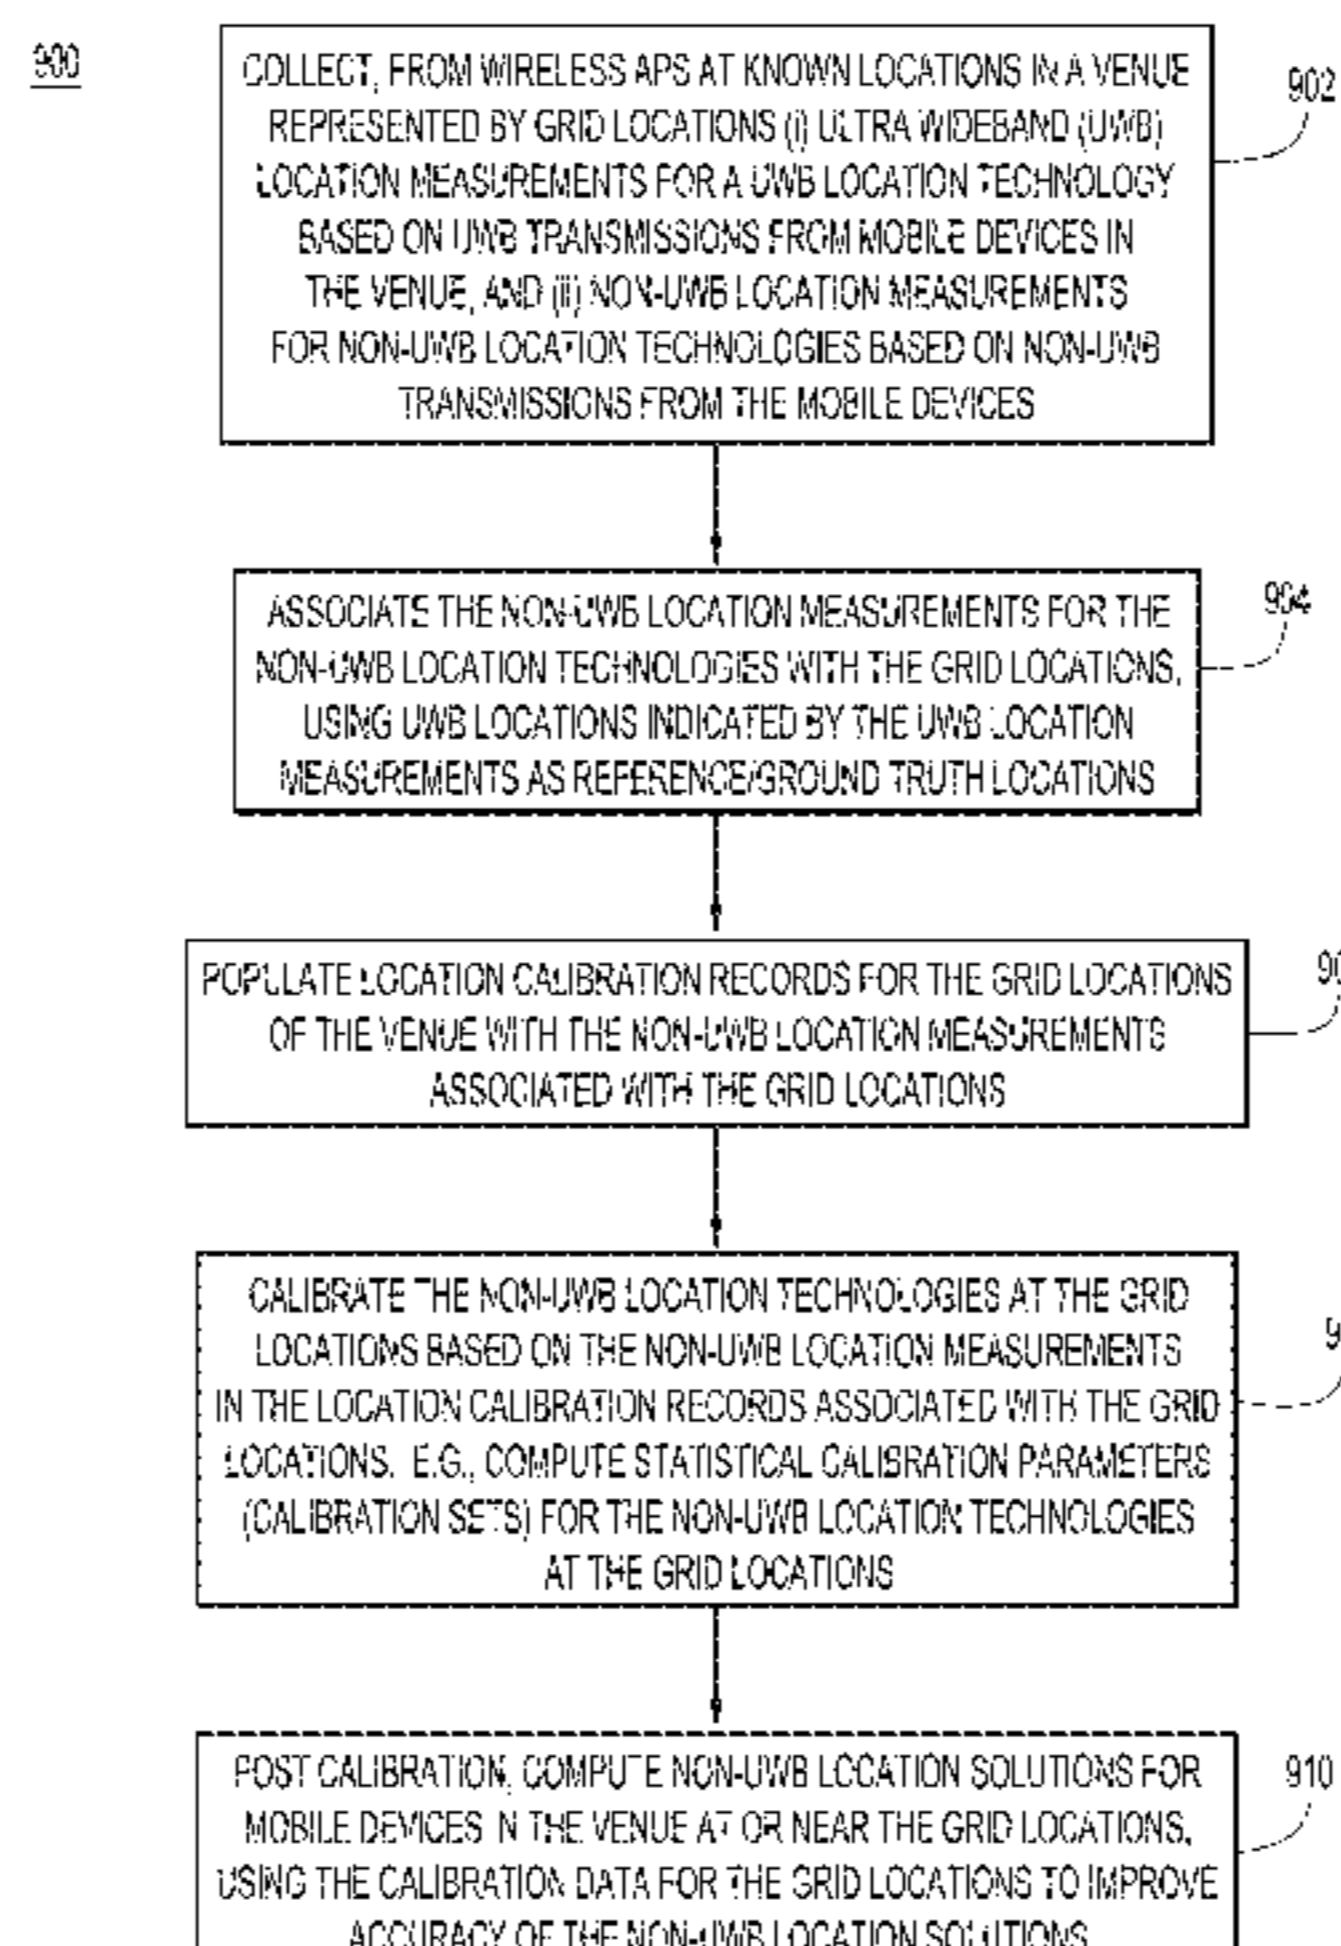 900
COLLECT, FROM WIRELESS APS AT KNOWN LOCATIONS IN A VENUE
REPRESENTED BY GRID LOCATIONS (i) ULTRA WIDEBAND (UWB)
LOCATION MEASUREMENTS FOR A UWB LOCATION TECHNOLOGY
BASED ON UWB TRANSMISSIONS FROM MOBILE DEVICES IN
THE VENUE, AND (ii) NON-UWB LOCATION MEASUREMENTS
FOR NON-UWB LOCATION TECHNOLOGIES BASED ON NON-UWB
TRANSMISSIONS FROM THE MOBILE DEVICES
902
ASSOCIATE THE NON-UWB LOCATION MEASUREMENTS FOR THE
NON-UWB LOCATION TECHNOLOGIES WITH THE GRID LOCATIONS,
USING UWB LOCATIONS INDICATED BY THE UWB LOCATION
MEASUREMENTS AS REFERENCE/GROUND TRUTH LOCATIONS
904
POPULATE LOCATION CALIBRATION RECORDS FOR THE GRID LOCATIONS
OF THE VENUE WITH THE NON-UWB LOCATION MEASUREMENTS
ASSOCIATED WITH THE GRID LOCATIONS
CALIBRATE THE NON-UWB LOCATION TECHNOLOGIES AT THE GRID
LOCATIONS BASED ON THE NON-UWB LOCATION MEASUREMENTS
IN THE LOCATION CALIBRATION RECORDS ASSOCIATED WITH THE GRID
LOCATIONS. E.G., COMPUTE STATISTICAL CALIBRATION PARAMETERS
(CALIBRATION SETS) FOR THE NON-UWB LOCATION TECHNOLOGIES
AT THE GRID LOCATIONS
POST CALIBRATION, COMPUTE NON-UWB LOCATION SOLUTIONS FOR
MOBILE DEVICES IN THE VENUE AT OR NEAR THE GRID LOCATIONS,
USING THE CALIBRATION DATA FOR THE GRID LOCATIONS TO IMPROVE
ACCURACY OF THE NON-UWB LOCATION SOLUTIONS
910